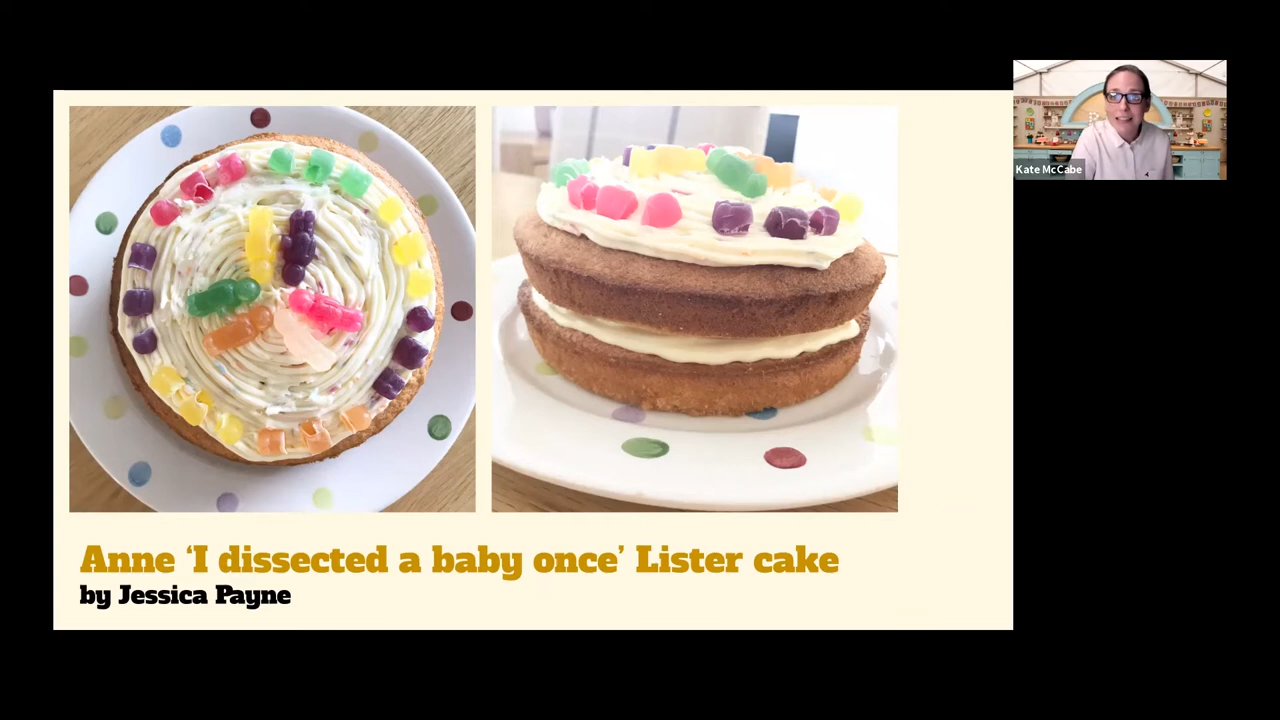 Kate McCabe
Anne ‘I dissected a baby once’ Lister cake
by Jessica Payne